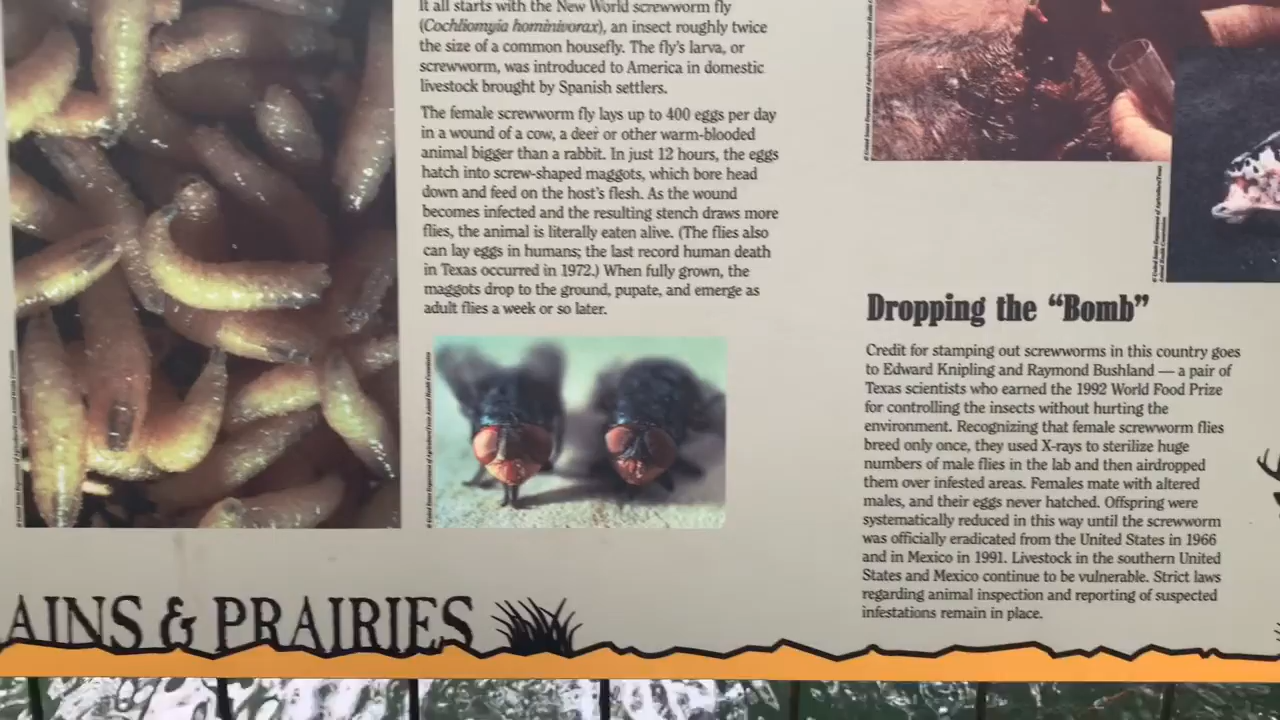 It all starts with the New World screwworm fly
(Cochliomyia hominivorax), an insect roughly twice
the size of a common housefly. The fly's larva, or
screwworm, was introduced to America in domestic
livestock brought by Spanish settlers.
The female screwworm fly lays up to 400 eggs per day
in a wound of a cow, a deer or other warm-blooded
animal bigger than a rabbit. In just 12 hours, the eggs
hatch into screw-shaped maggots, which bore head
down and feed on the host's flesh. As the wound
becomes infected and the resulting stench draws more
flies, the animal is literally eaten alive. (The flies also
can lay eggs in humans; the last record human death
in Texas occurred in 1972.) When fully grown, the
maggots drop to the ground, pupate, and emerge as
adult flies a week or so later.
Dropping the “Bomb”
Credit for stamping out screwworms in this country goes
to Edward Knipling and Raymond Bushland — a pair of
Texas scientists who earned the 1992 World Food Prize
for controlling the insects without hurting the
environment. Recognizing that female screwworm flies
breed only once, they used X-rays to sterilize huge
numbers of male flies in the lab and then airdropped
them over infested areas. Females mate with altered
males, and their eggs never hatched. Offspring were
systematically reduced in this way until the screwworm
was officially eradicated from the United States in 1966
and in Mexico in 1991. Livestock in the southern United
States and Mexico continue to be vulnerable. Strict laws
regarding animal inspection and reporting of suspected
infestations remain in place.
AINS & PRAIRIES